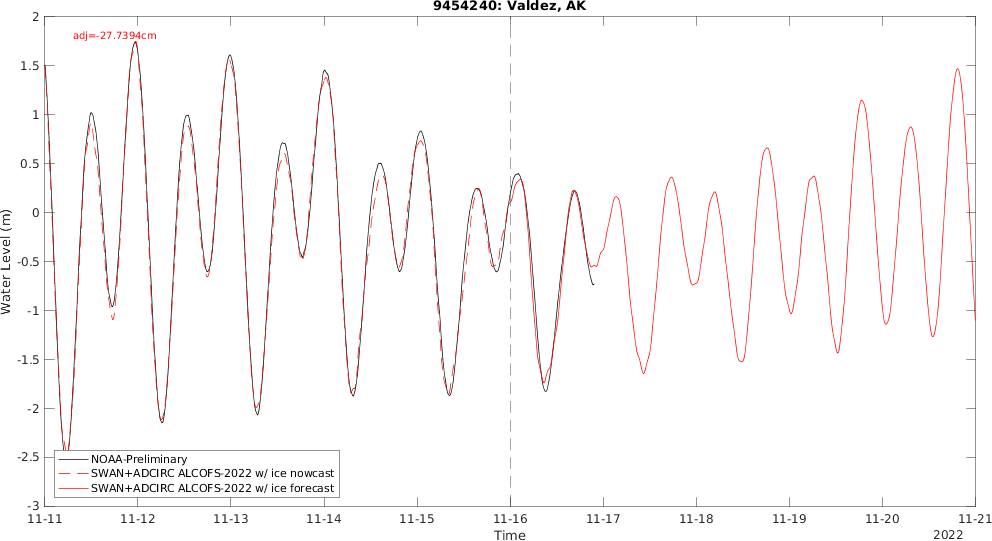 9454240: Valdez, AK
adj=-27.7394cm
2
1.5
1
0.5
0
-0.5
-1
-1.5
-2
-2.5
-3
Water Level (m)
NOAA-Preliminary
SWAN+ADCIRC ALCOFS-2022 w/ ice nowcast
SWAN+ADCIRC ALCOFS-2022 w/ ice forecast
11-11 11-12 11-13 11-14 11-15 11-16 11-17 11-18 11-19 11-20 11-21
Time
2022